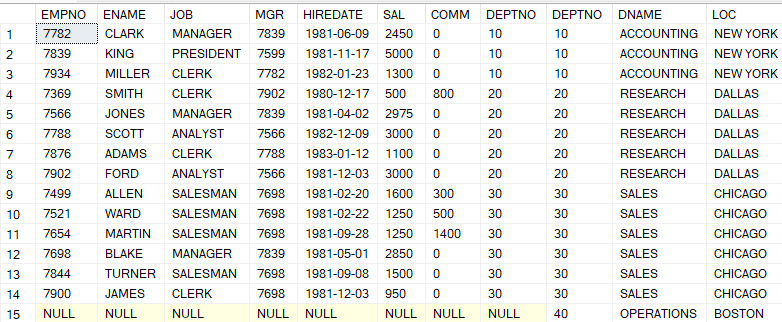 EMPNO ENAME JOB MGR HIREDATE SAL COMM DEPTNO DEPTNO DNAME LOC
1 7782 CLARK MANAGER 7839 1981-06-09 2450 0 10 10 ACCOUNTING NEW YORK
2 7839 KING PRESIDENT 7599 1981-11-17 5000 0 10 10 ACCOUNTING NEW YORK
3 7934 MILLER CLERK 7782 1982-01-23 1300 0 10 10 ACCOUNTING NEW YORK
4 7369 SMITH CLERK 7902 1980-12-17 500 800 20 20 RESEARCH DALLAS
5 7566 JONES MANAGER 7839 1981-04-02 2975 0 20 20 RESEARCH DALLAS
6 7788 SCOTT ANALYST 7566 1982-12-09 3000 0 20 20 RESEARCH DALLAS
7 7876 ADAMS CLERK 7788 1983-01-12 1100 0 20 20 RESEARCH DALLAS
8 7902 FORD ANALYST 7566 1981-12-03 3000 0 20 20 RESEARCH DALLAS
9 7499 ALLEN SALESMAN 7698 1981-02-20 1600 300 30 30 SALES CHICAGO
10 7521 WARD SALESMAN 7698 1981-02-22 1250 500 30 30 SALES CHICAGO
11 7654 MARTIN SALESMAN 7698 1981-09-28 1250 1400 30 30 SALES CHICAGO
12 7698 BLAKE MANAGER 7839 1981-05-01 2850 0 30 30 SALES CHICAGO
13 7844 TURNER SALESMAN 7698 1981-09-08 1500 0 30 30 SALES CHICAGO
14 7900 JAMES CLERK 7698 1981-12-03 950 0 30 30 SALES CHICAGO
15 NULL NULL NULL NULL NULL NULL NULL NULL 40 OPERATIONS BOSTON